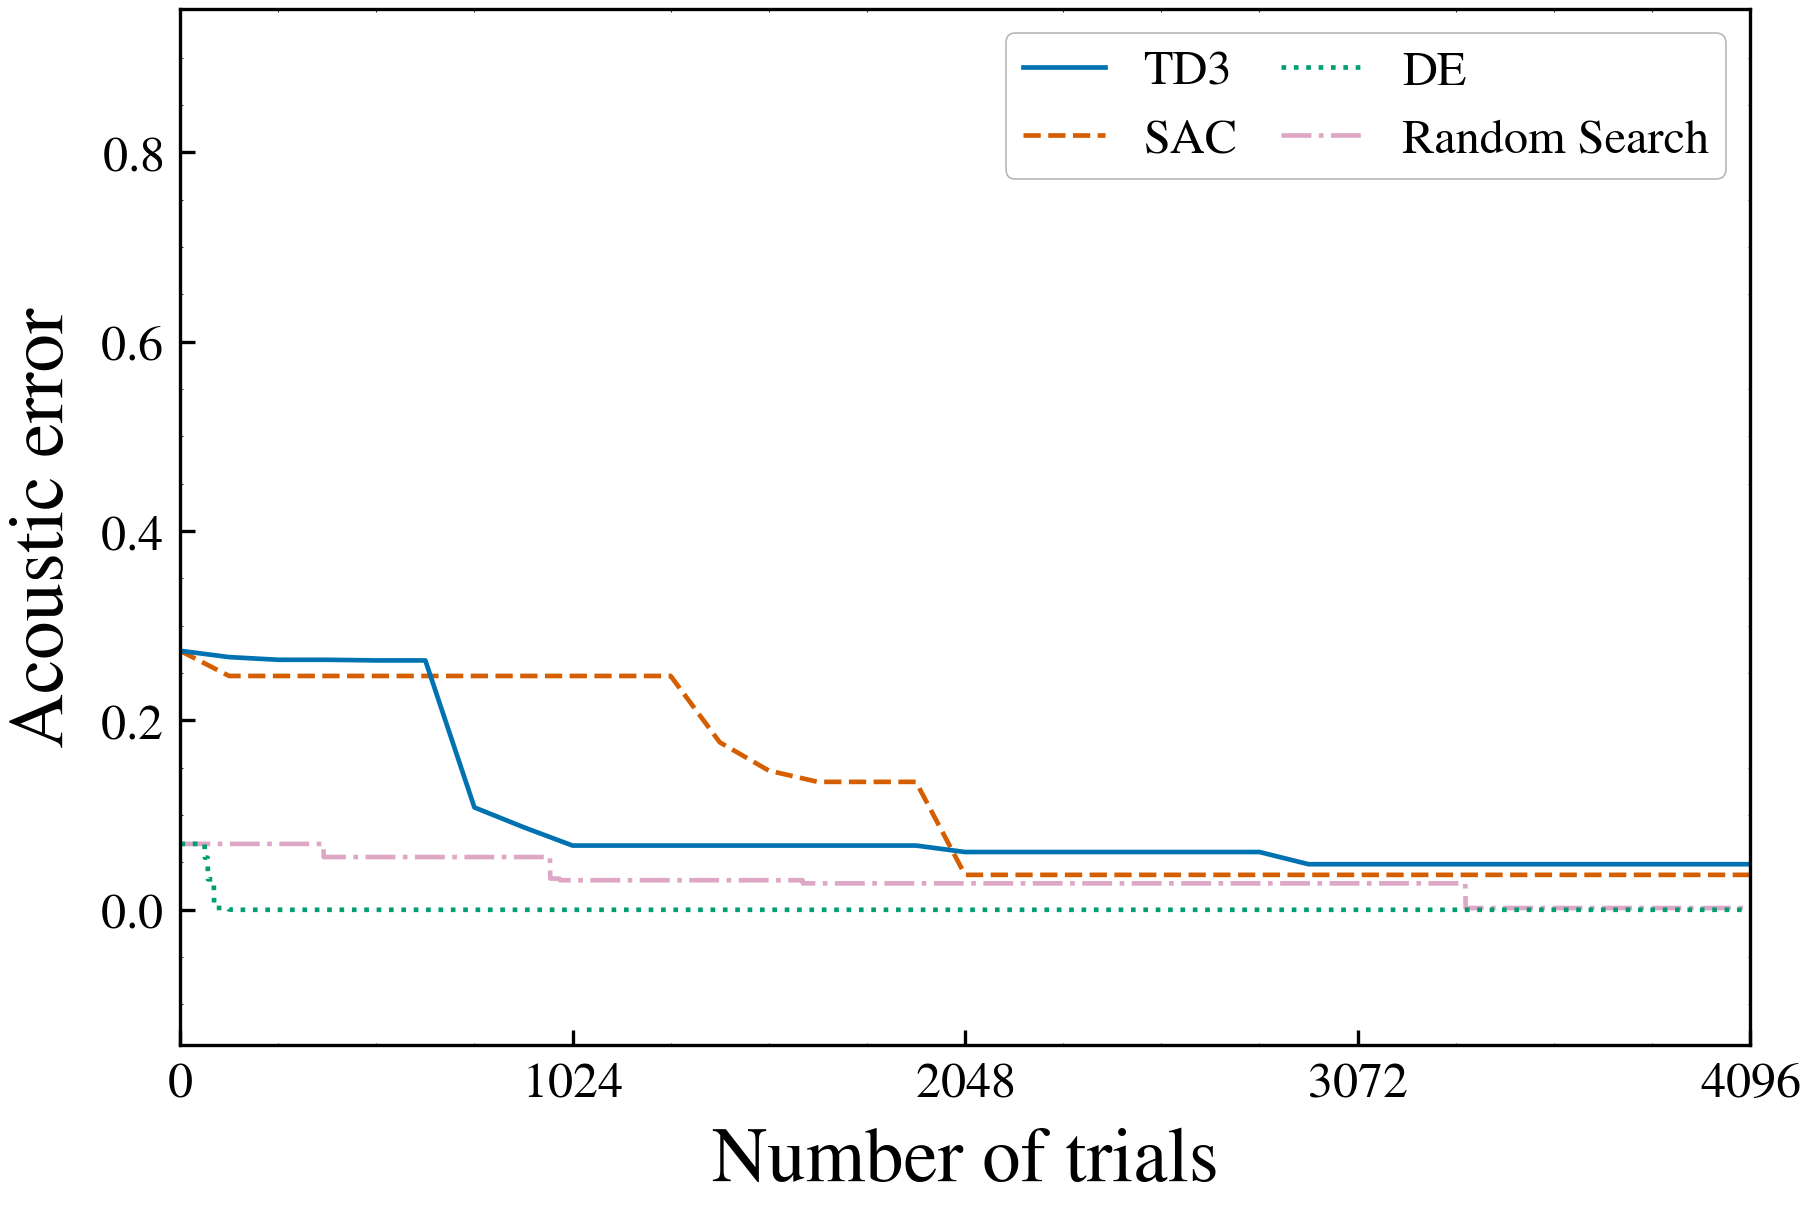 TD3
DE
SAC
Random Search
0.8
0.6
0.4
0.2
0.0
Acoustic error
0
1024
2048
3072
4096
Number of trials